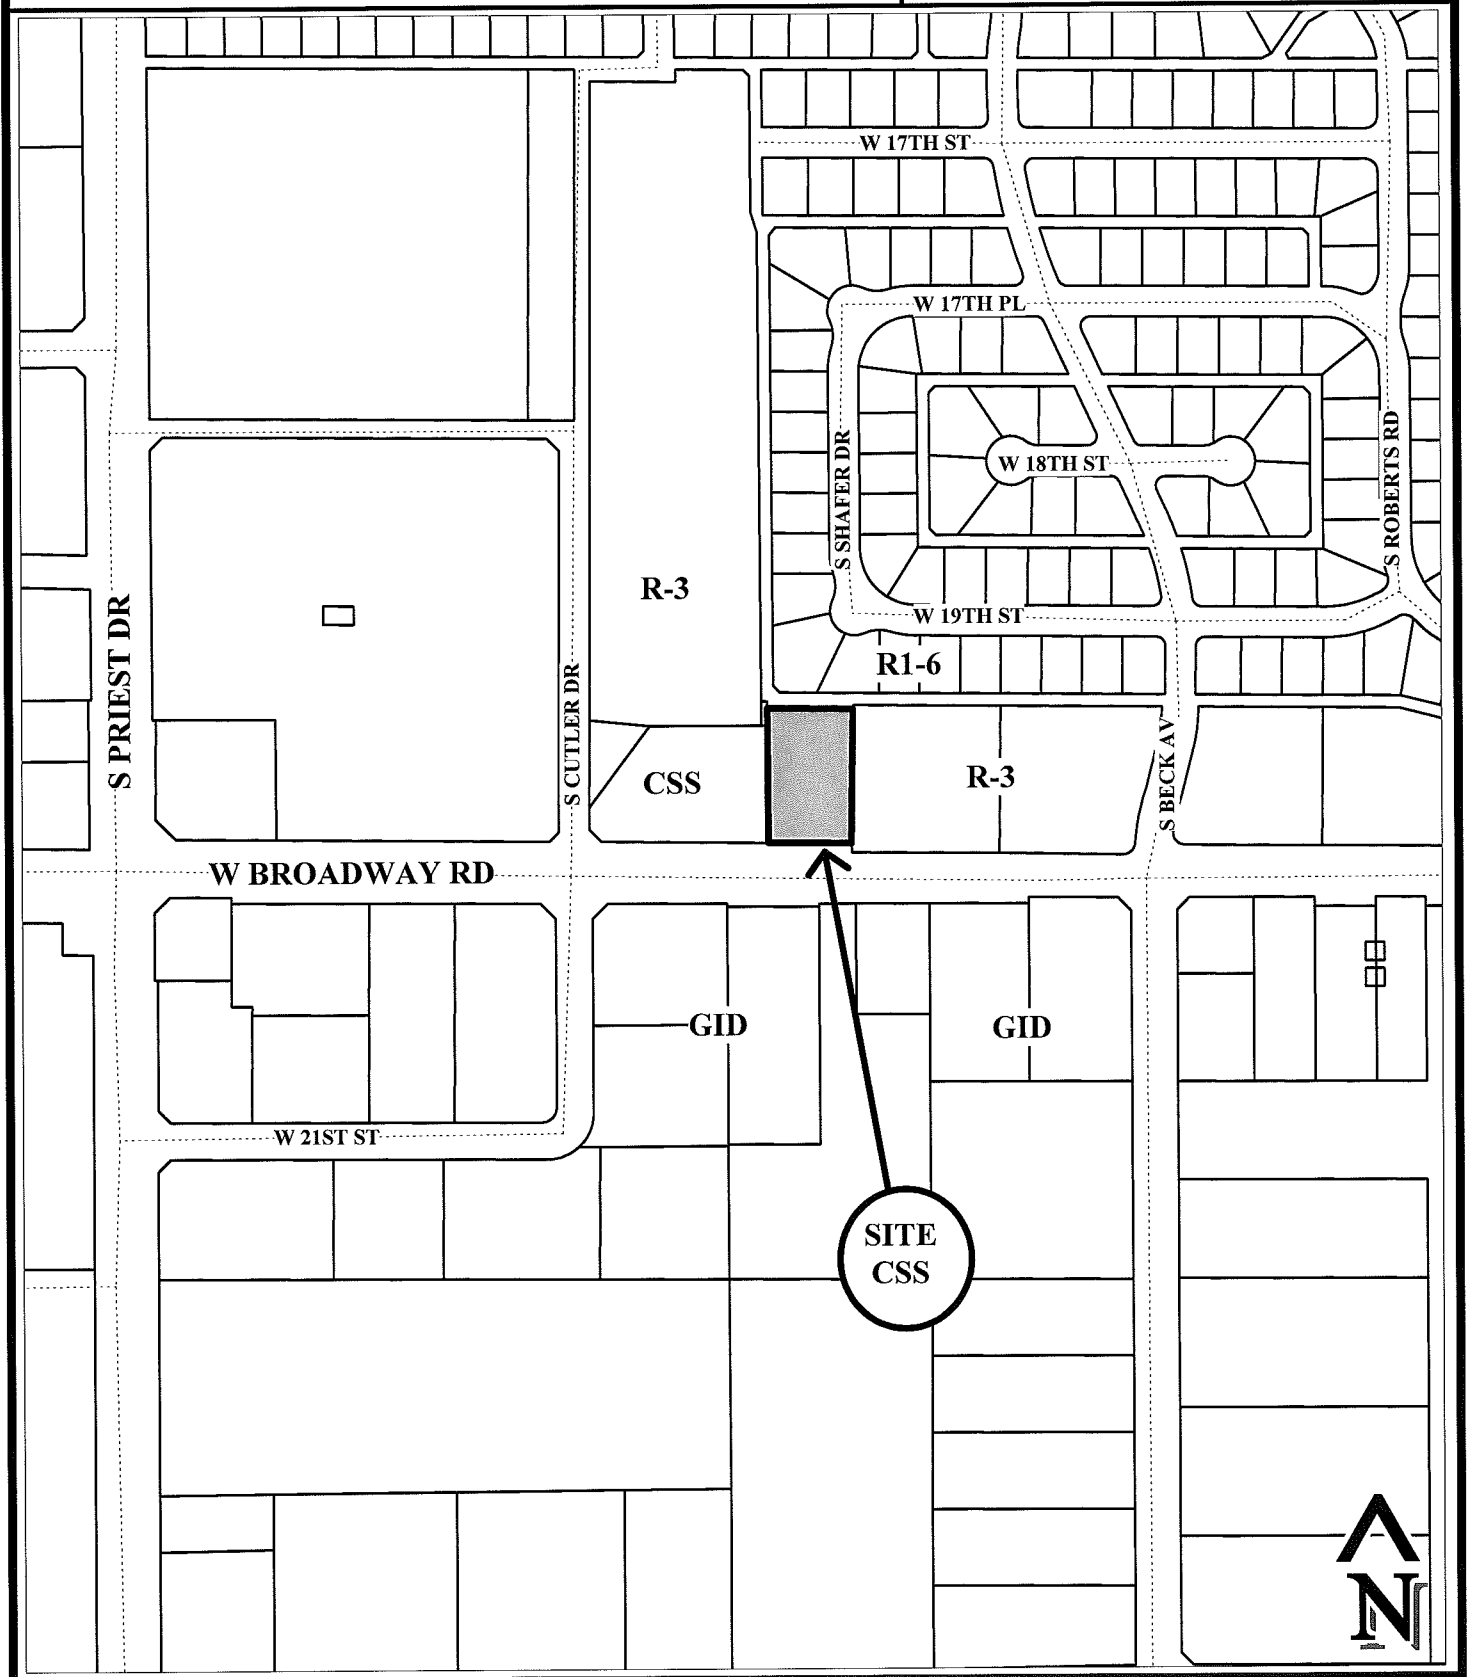 W 17TH ST
W 17TH PL
W 18TH ST
S SHAFER DR
S ROBERTS RD
R-3
S PRIEST DR
W 19TH ST
R1-6
S CUTLER DR
CSS
R-3
S BECK AV
W BROADWAY RD
GID
GID
W 21ST ST
SITE
CSS
N